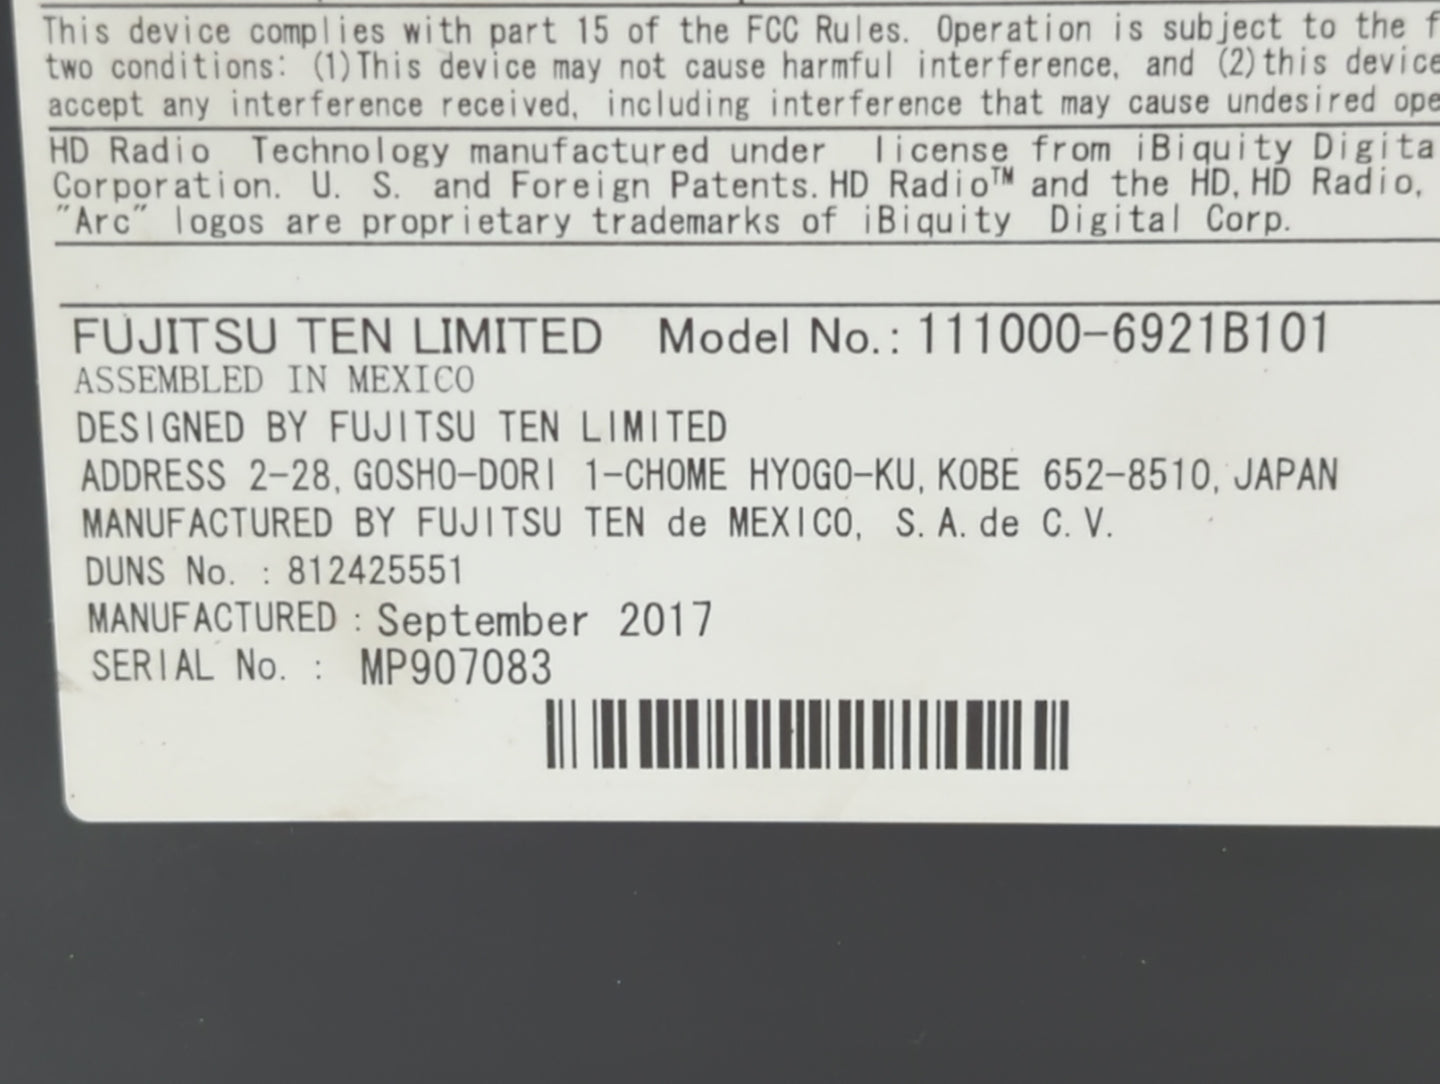 This device complies with part 15 of the FCC Rules. Operation is subject to the
two conditions: (1)This device may not cause harmful interference, and (2)this device
accept any interference received, including interference that may cause undesired
HD Radio Technology manufactured under license from iBiquity
Corporation. U. S. and Foreign Patents. HD Radio™ and the HD, HD Radio,
"Arc" logos are proprietary trademarks of iBiquity Digital Corp.
FUJITSU TEN LIMITED Model No.: 111000-6921B101
ASSEMBLED IN MEXICO
DESIGNED BY FUJITSU TEN LIMITED
ADDRESS 2-28, GOSHO-DORI 1-CHOME HYOGO-KU, KOBE 652-8510, JAPAN
MANUFACTURED BY FUJITSU TEN de MEXICO, S. A. de C. V.
DUNS No. : 812425551
MANUFACTURED : September 2017
SERIAL No. : MP907083